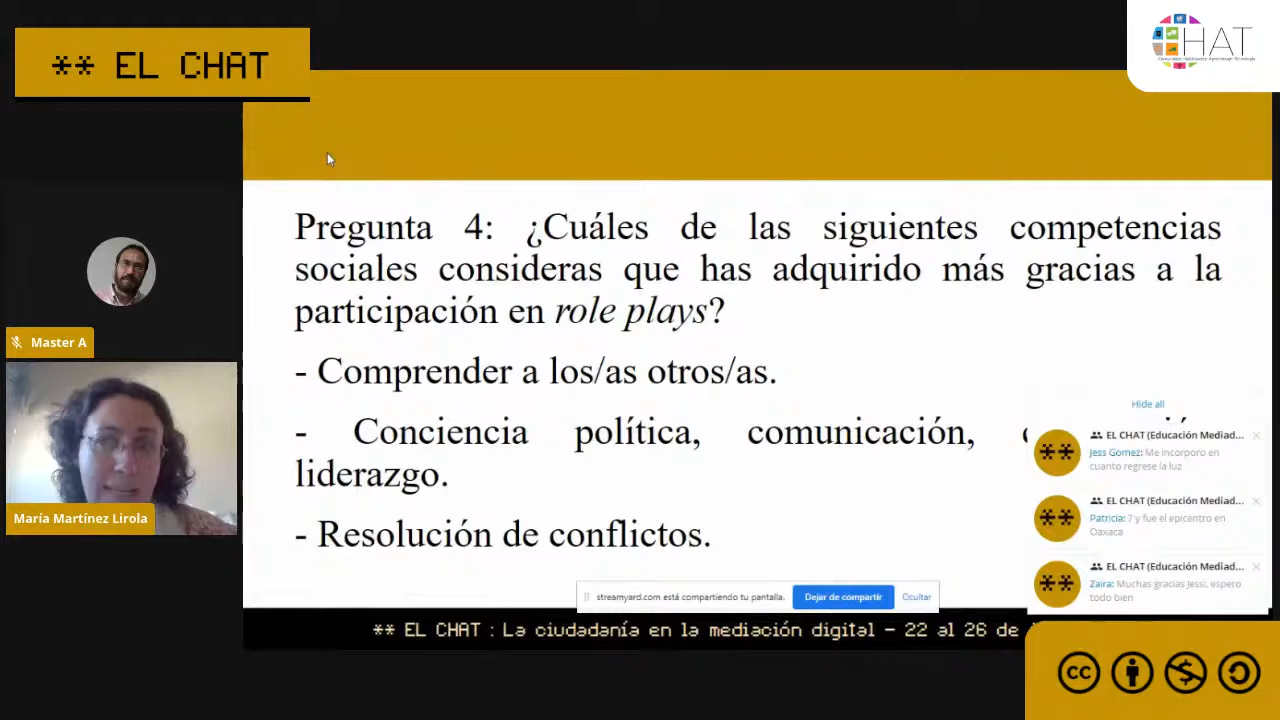 ** EL CHAT
CHAT
Pregunta 4: ¿Cuáles de las siguientes competencias
sociales consideras que has adquirido más gracias a la
participación en role plays?
- Comprender a los/as otros/as.
- Conciencia política, comunicación,
liderazgo.
- Resolución de conflictos.
Master A
María Martínez Lirola
Hide all
EL CHAT (Educación Mediad...
Jess Gomez: Me incorporo en
cuanto regrese la luz
EL CHAT (Educación Mediad...
Patricia: 7 y fue el epicentro en
Oaxaca
EL CHAT (Educación Mediad...
Zaira: Muchas gracias Jessi, espero
todo bien
streamyard.com está compartiendo tu pantalla.
Dejar de compartir
Ocultar
** EL CHAT : La ciudadanía en la mediación digital - 22 al 26 de
cc